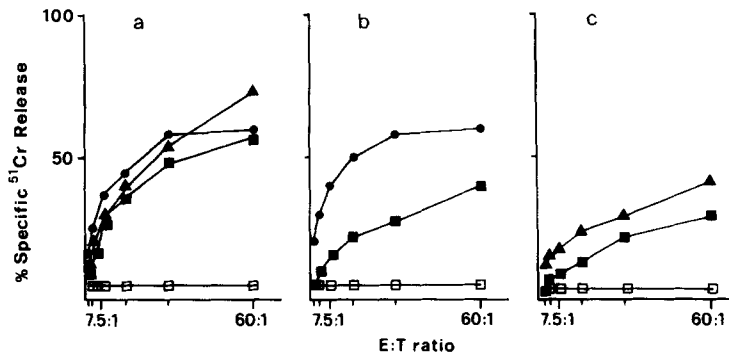 100
a
b
c
% Specific ⁵¹Cr Release
50
7.5:1 60:1
7.5:1 60:1
7.5:1 60:1
E:T ratio